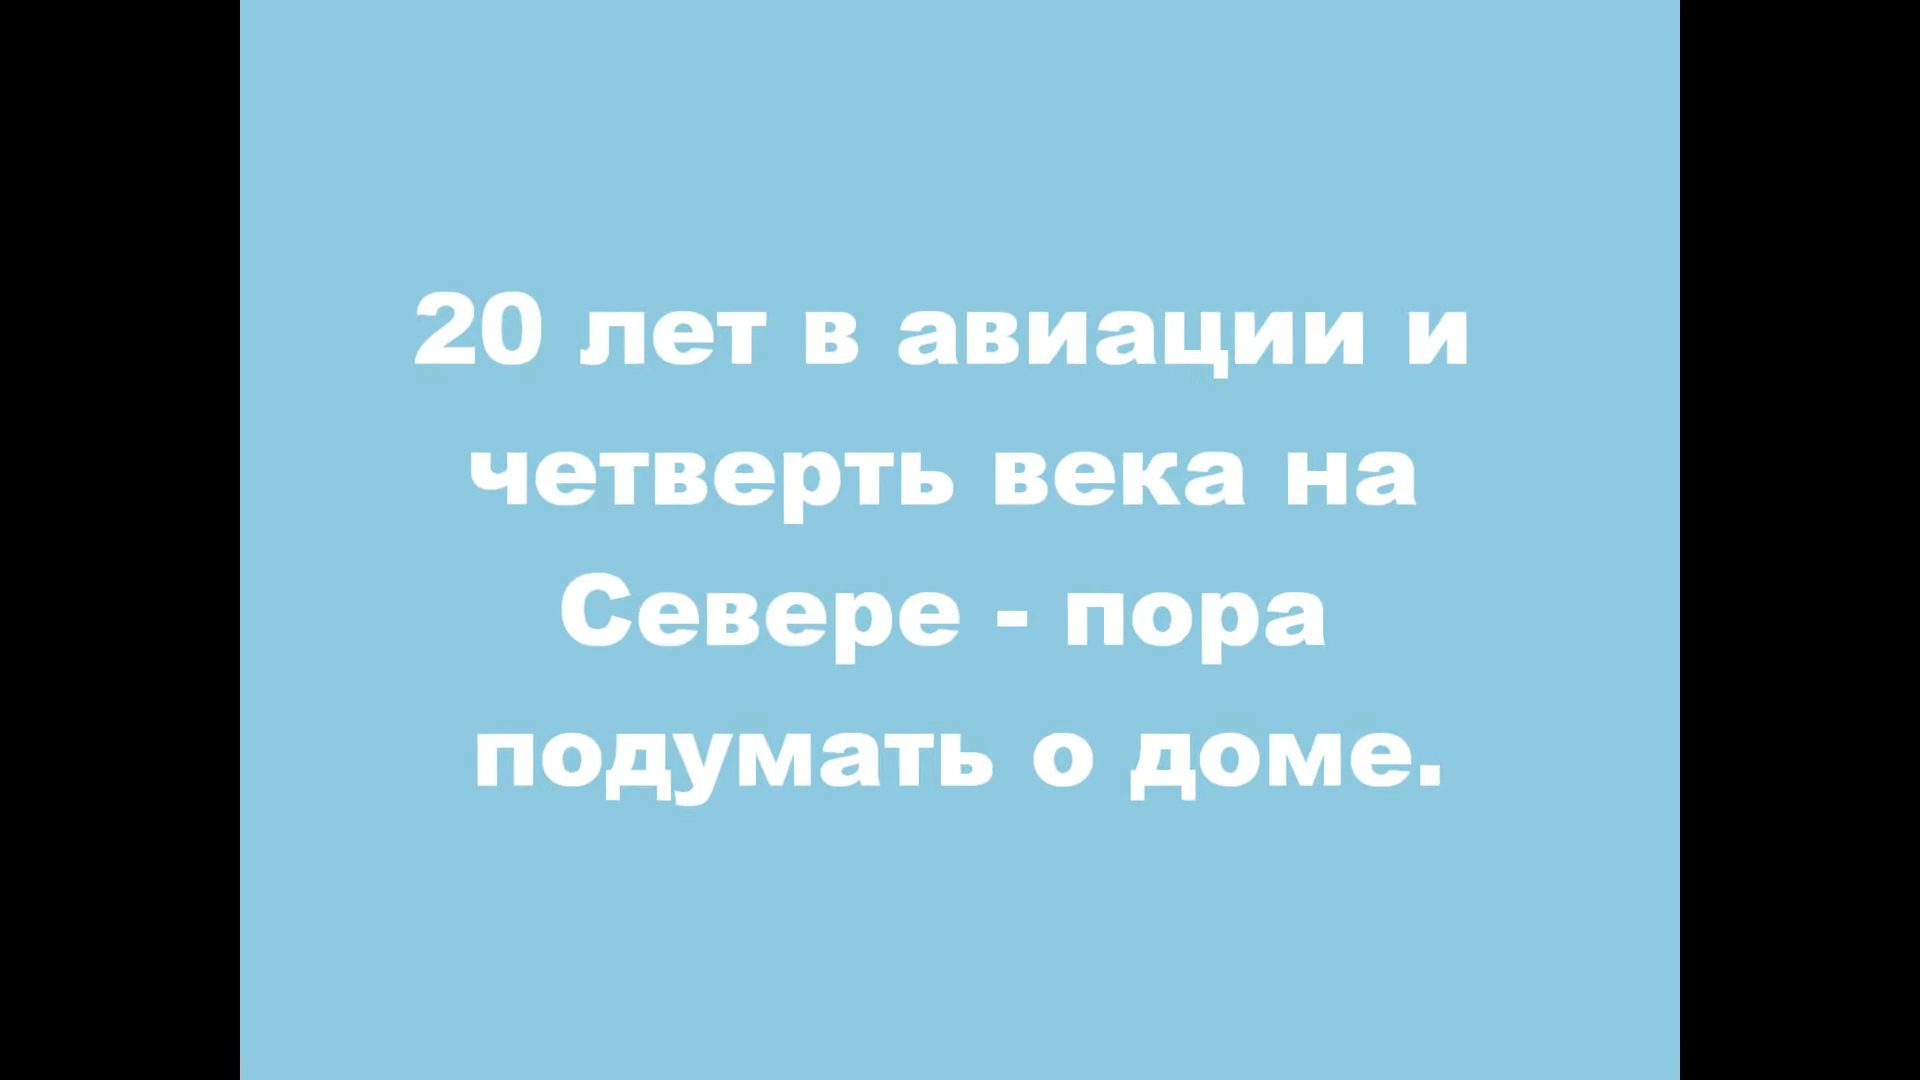 20 лет в авиации и
четверть века на
Севере - пора
подумать о доме.